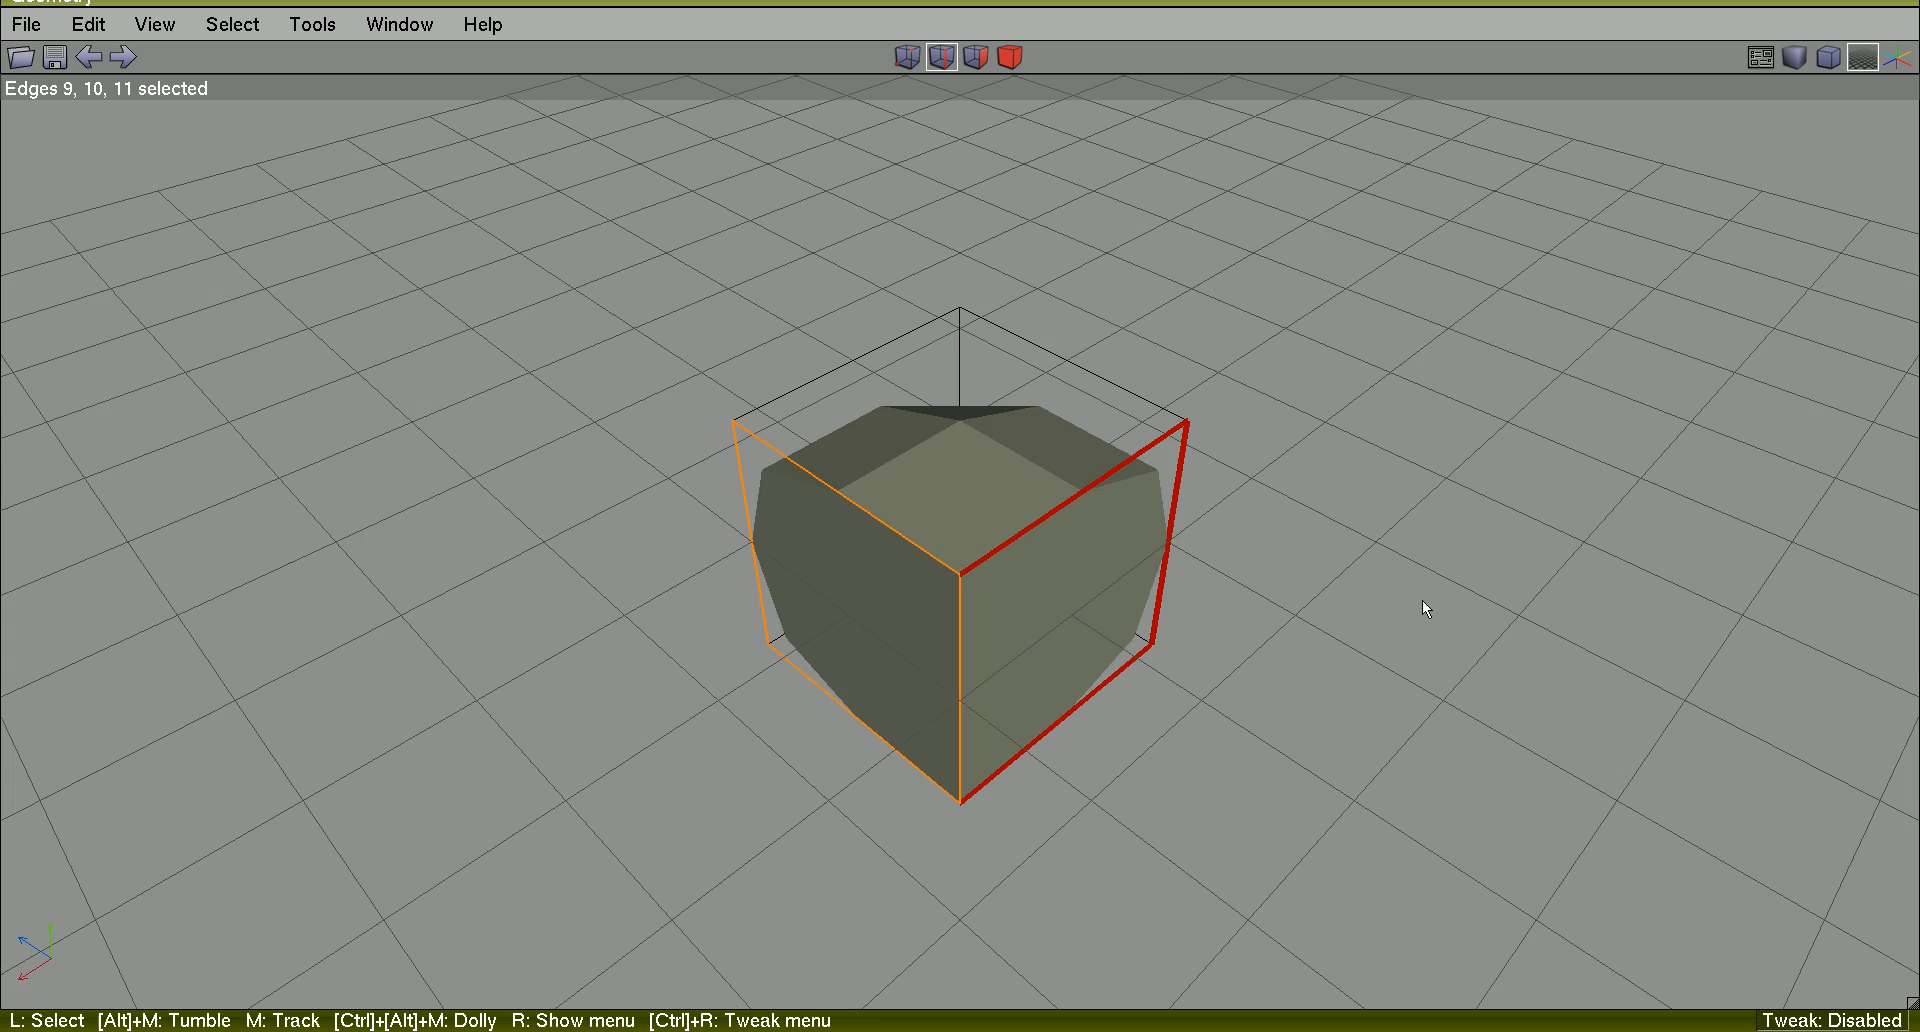 Geometry
File Edit View Select Tools Window Help
Edges 9, 10, 11 selected
L: Select [Alt]+M: Tumble M: Track [Ctrl]+[Alt]+M: Dolly R: Show menu [Ctrl]+R: Tweak menu
Tweak: Disabled